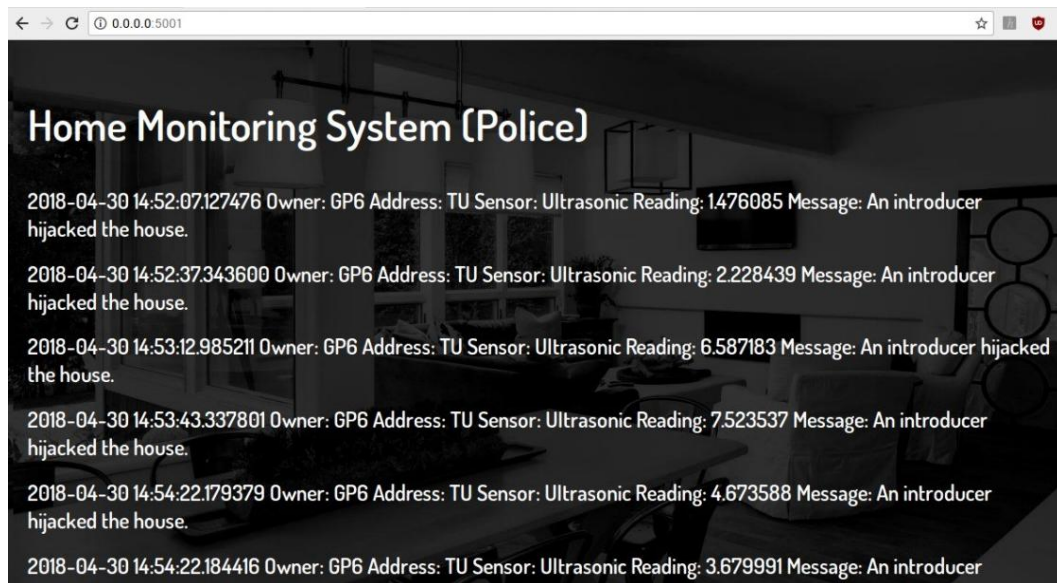 0.0.0.0:5001
Home Monitoring System (Police)
2018-04-30 14:52:07.127476 Owner: GP6 Address: TU Sensor: Ultrasonic Reading: 1.476085 Message: An introducer
hijacked the house.
2018-04-30 14:52:37.343600 Owner: GP6 Address: TU Sensor: Ultrasonic Reading: 2.228439 Message: An introducer
hijacked the house.
2018-04-30 14:53:12.985211 Owner: GP6 Address: TU Sensor: Ultrasonic Reading: 6.587183 Message: An introducer hijacked
the house.
2018-04-30 14:53:43.337801 Owner: GP6 Address: TU Sensor: Ultrasonic Reading: 7.523537 Message: An introducer
hijacked the house.
2018-04-30 14:54:22.179379 Owner: GP6 Address: TU Sensor: Ultrasonic Reading: 4.673588 Message: An introducer
hijacked the house.
2018-04-30 14:54:22.184416 Owner: GP6 Address: TU Sensor: Ultrasonic Reading: 3.679991 Message: An introducer